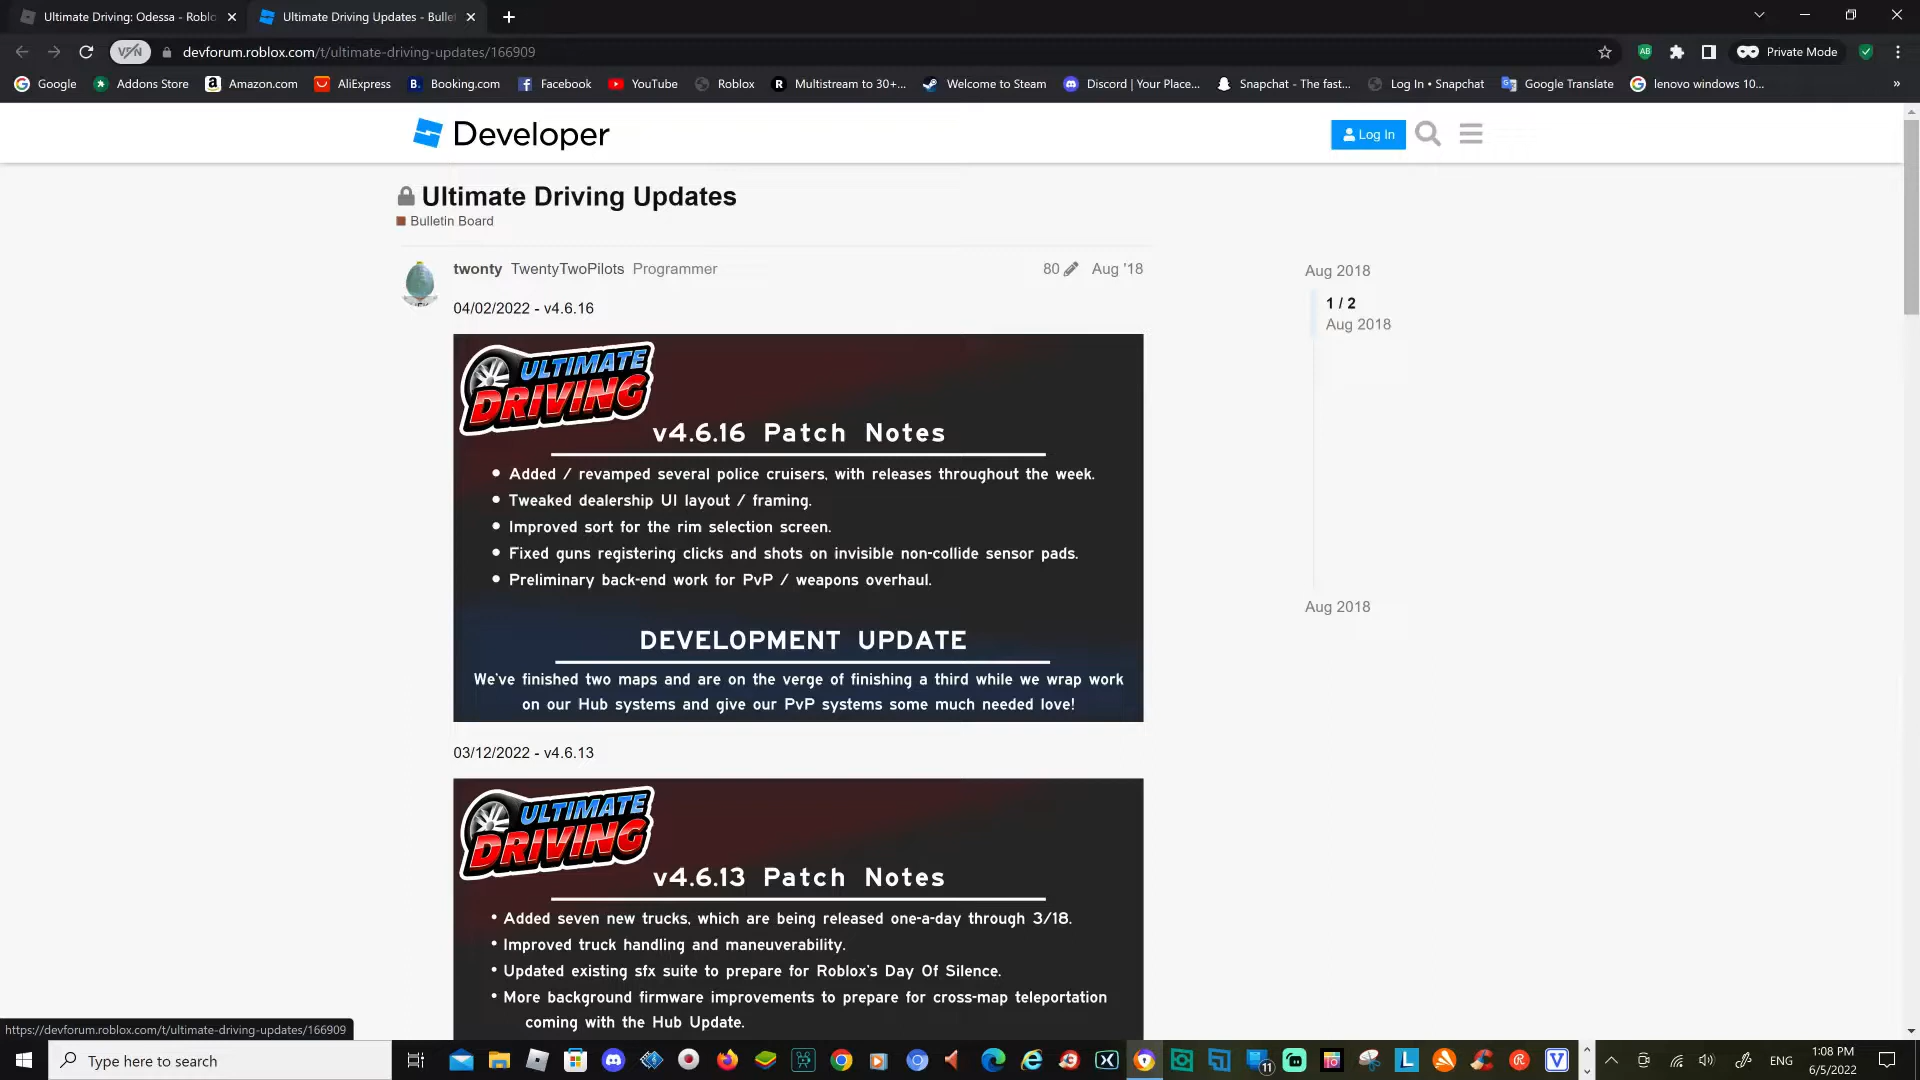 Ultimate Driving: Odessa - Roblo
Ultimate Driving Updates - Bulle
VPN
devforum.roblox.com/t/ultimate-driving-updates/166909
Private Mode
Google
Addons Store
Amazon.com
AliExpress
Booking.com
Facebook
YouTube
Roblox
Multistream to 30+...
Welcome to Steam
Discord | Your Place...
Snapchat - The fast...
Log In • Snapchat
Google Translate
lenovo windows 10...
»
Developer
Log In
Ultimate Driving Updates
Bulletin Board
twonty TwentyTwoPilots Programmer
80
Aug '18
04/02/2022 - v4.6.16
ULTIMATE
DRIVING
v4.6.16 Patch Notes
• Added / revamped several police cruisers, with releases throughout the week.
• Tweaked dealership UI layout / framing.
• Improved sort for the rim selection screen.
• Fixed guns registering clicks and shots on invisible non-collide sensor pads.
• Preliminary back-end work for PvP / weapons overhaul.
DEVELOPMENT UPDATE
We've finished two maps and are on the verge of finishing a third while we wrap work
on our Hub systems and give our PvP systems some much needed love!
03/12/2022 - v4.6.13
ULTIMATE
DRIVING
v4.6.13 Patch Notes
• Added seven new trucks, which are being released one-a-day through 3/18.
• Improved truck handling and maneuverability.
• Updated existing sfx suite to prepare for Roblox's Day Of Silence.
• More background firmware improvements to prepare for cross-map teleportation
coming with the Hub Update.
Aug 2018
1 / 2
Aug 2018
Aug 2018
https://devforum.roblox.com/t/ultimate-driving-updates/166909
Type here to search
11
ENG
1:08 PM
6/5/2022